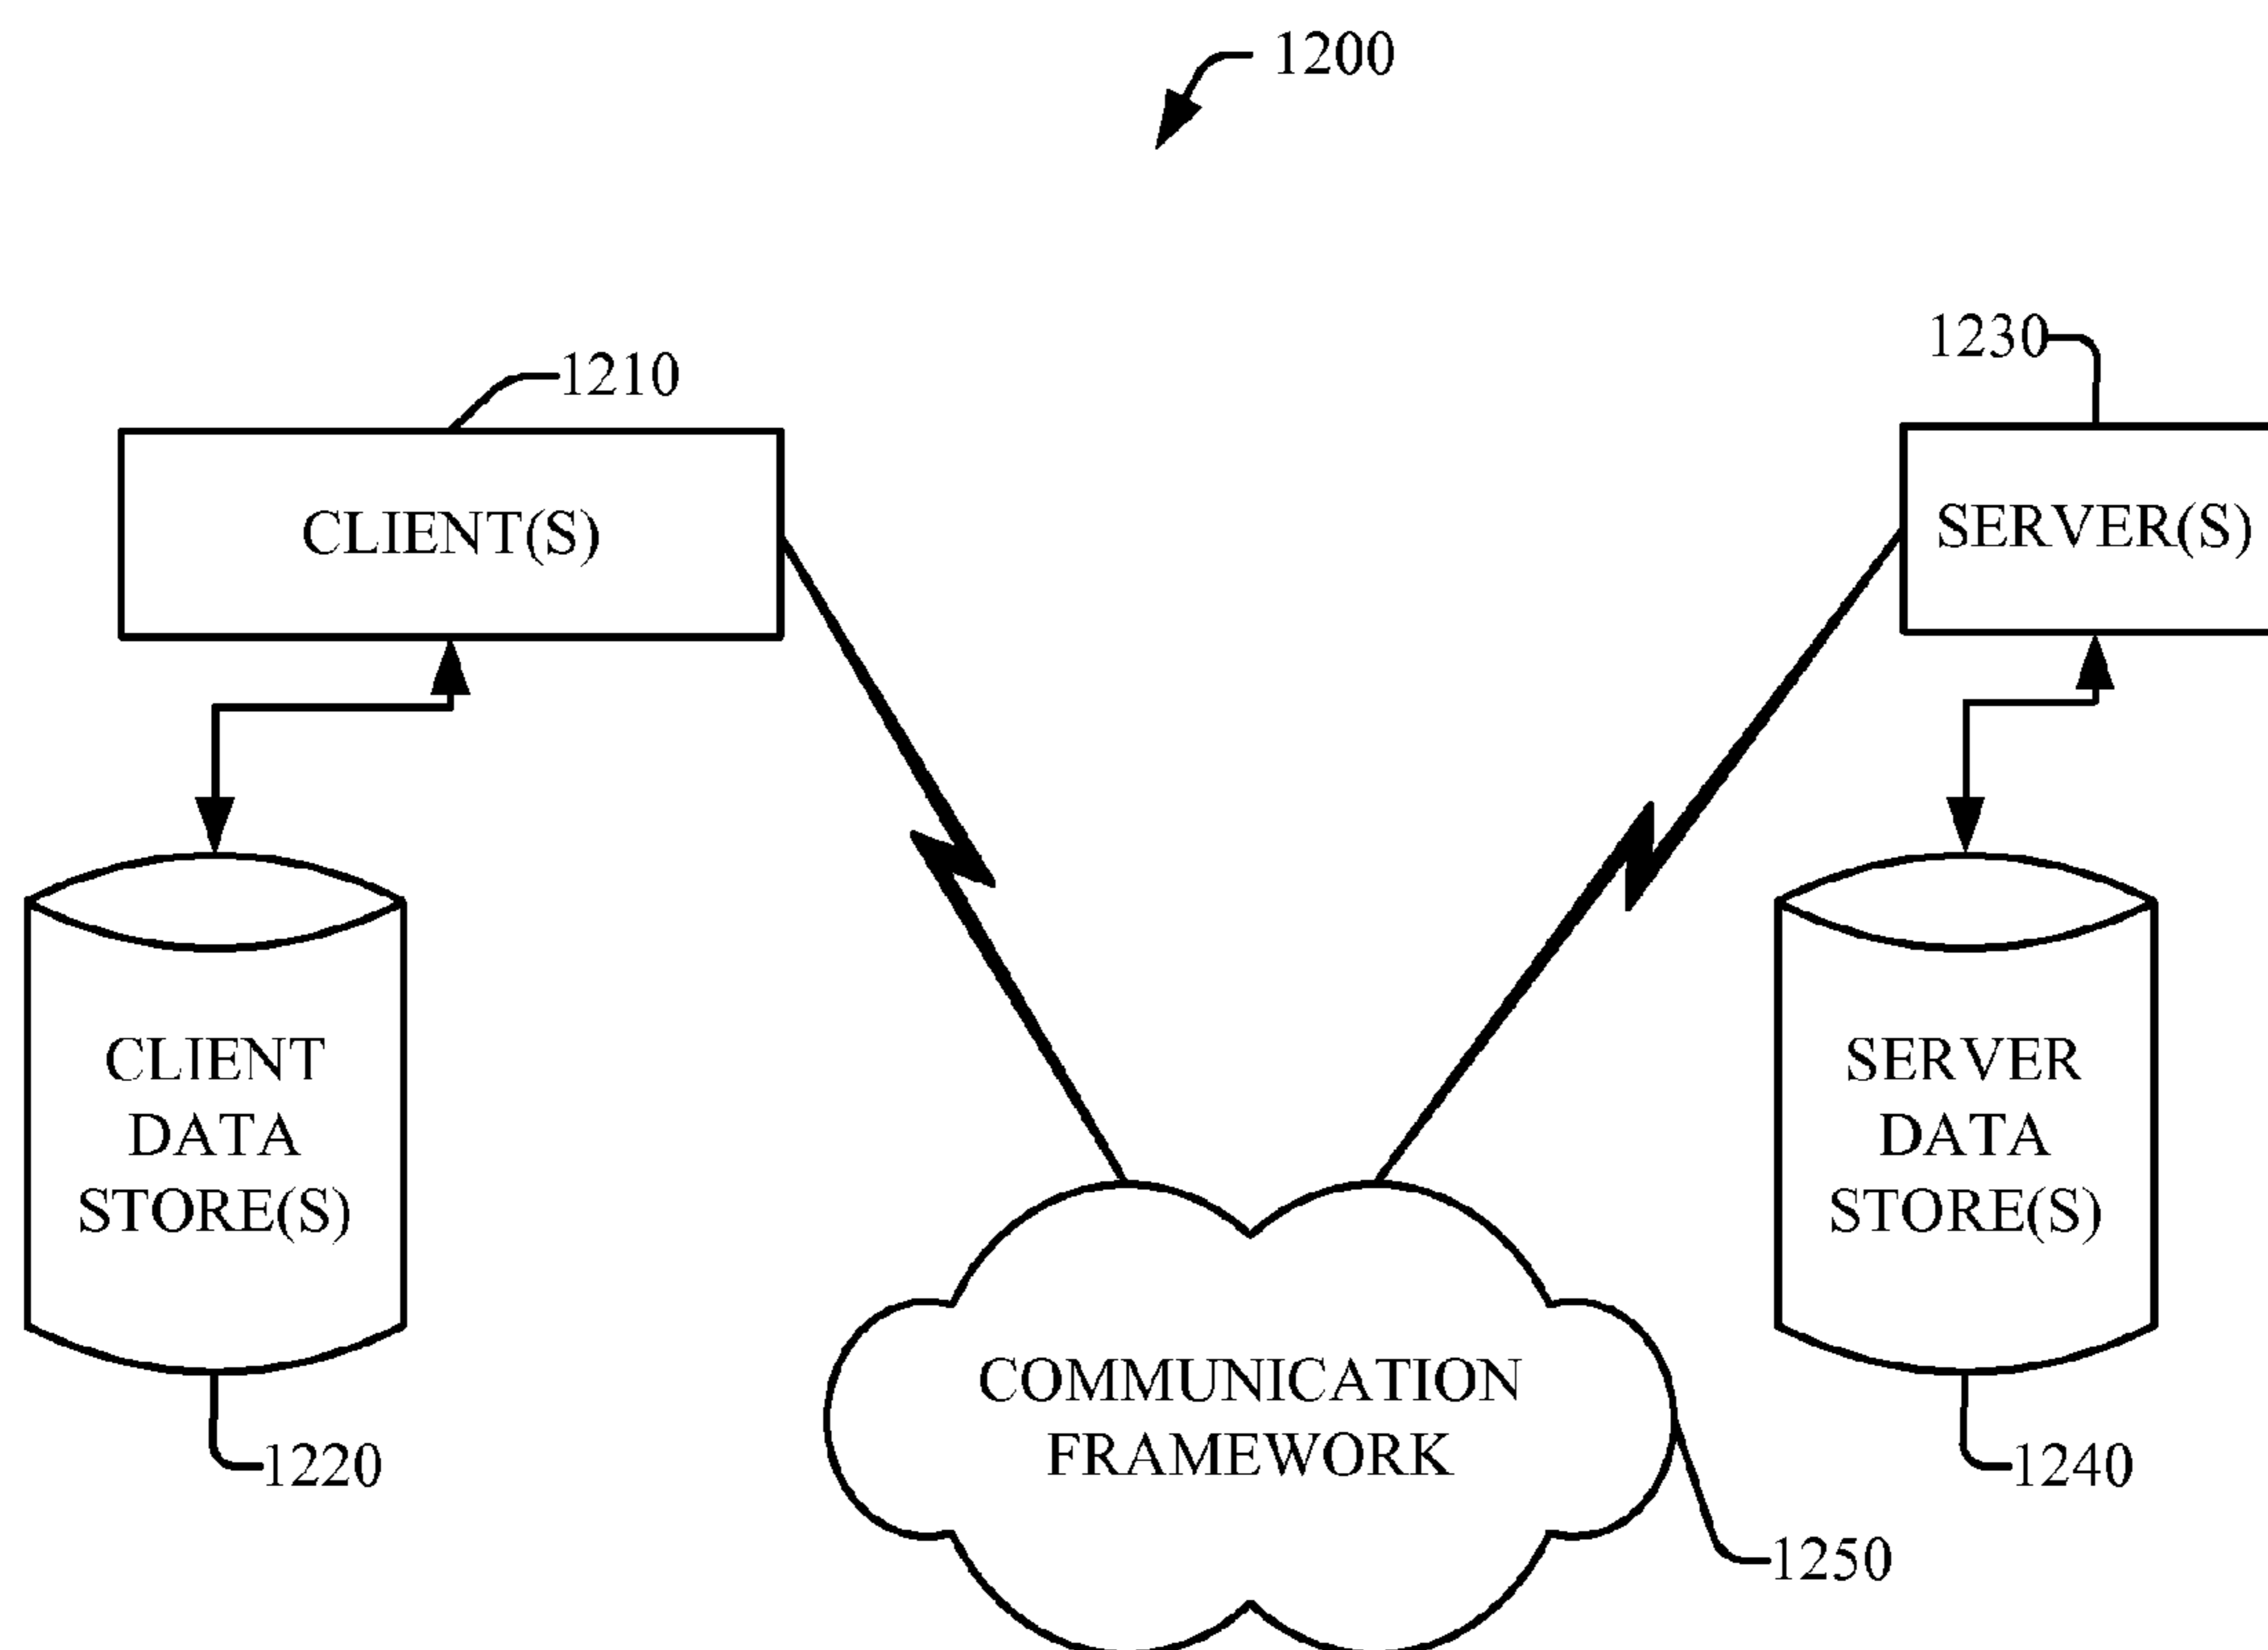 1200
1210
1230
CLIENT(S)
SERVER(S)
CLIENT
DATA
STORE(S)
SERVER
DATA
STORE(S)
COMMUNICATION
FRAMEWORK
1220
1240
1250